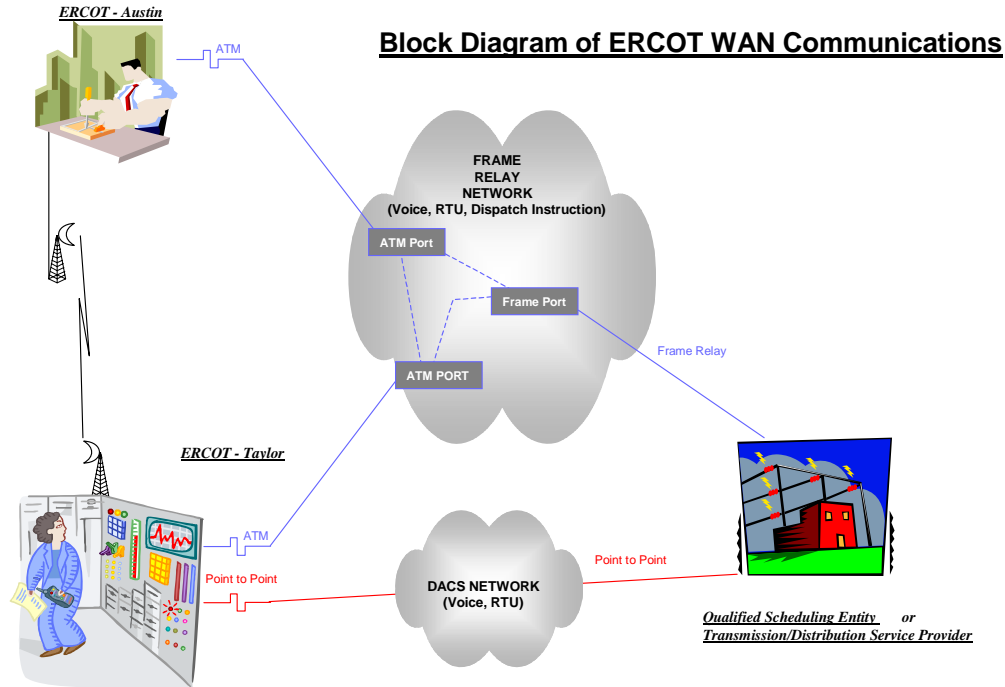 ERCOT - Austin
Block Diagram of ERCOT WAN Communications
ATM
FRAME
RELAY
NETWORK
(Voice, RTU, Dispatch Instruction)
ATM Port
Frame Port
Frame Relay
ATM PORT
ERCOT - Taylor
ATM
Point to Point
DACS NETWORK
(Voice, RTU)
Point to Point
Qualified Scheduling Entity or
Transmission/Distribution Service Provider